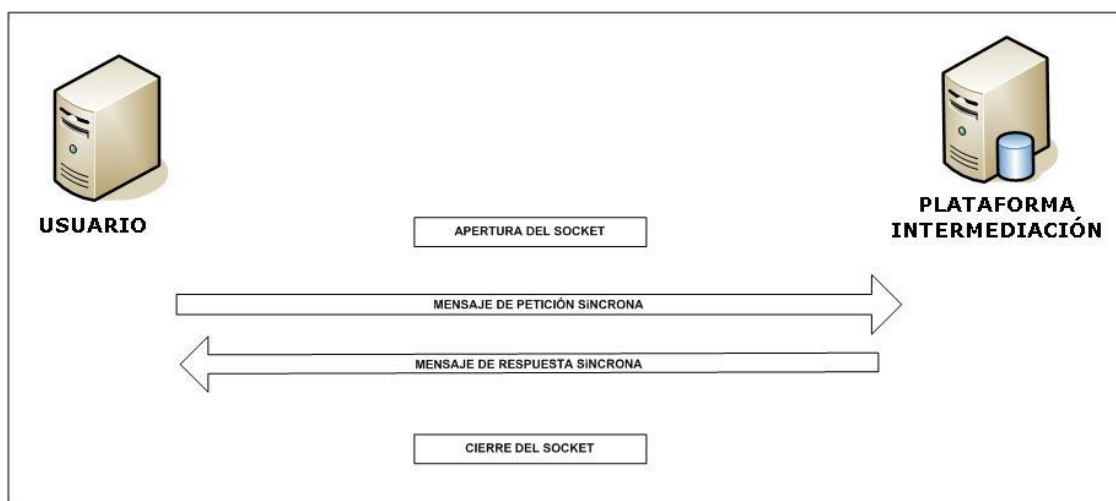 USUARIO
PLATAFORMA
INTERMEDIACIÓN
APERTURA DEL SOCKET
MENSAJE DE PETICIÓN SíNCRONA
MENSAJE DE RESPUESTA SíNCRONA
CIERRE DEL SOCKET